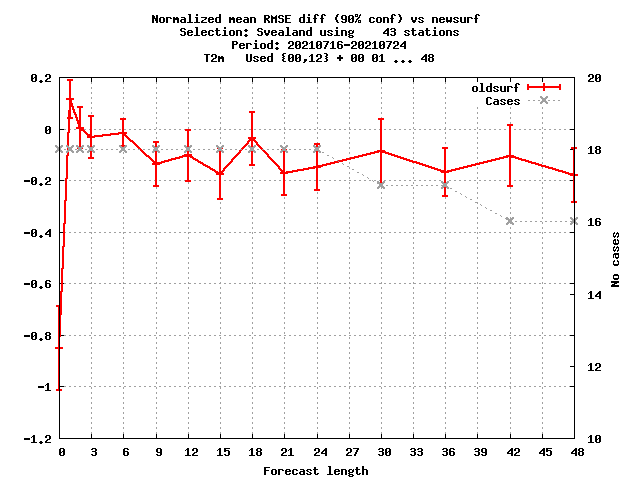 Normalized mean RMSE diff (90% conf) vs newsurf
Selection: Svealand using    43 stations
Period: 20210716-20210724
T2m   Used {00,12} + 00 01 ... 48
oldsurf
Cases
0,2
0
-0,2
-0,4
-0,6
-0,8
-1
-1,2
20
18
16
14
12
10
No cases
0 3 6 9 12 15 18 21 24 27 30 33 36 39 42 45 48
Forecast length